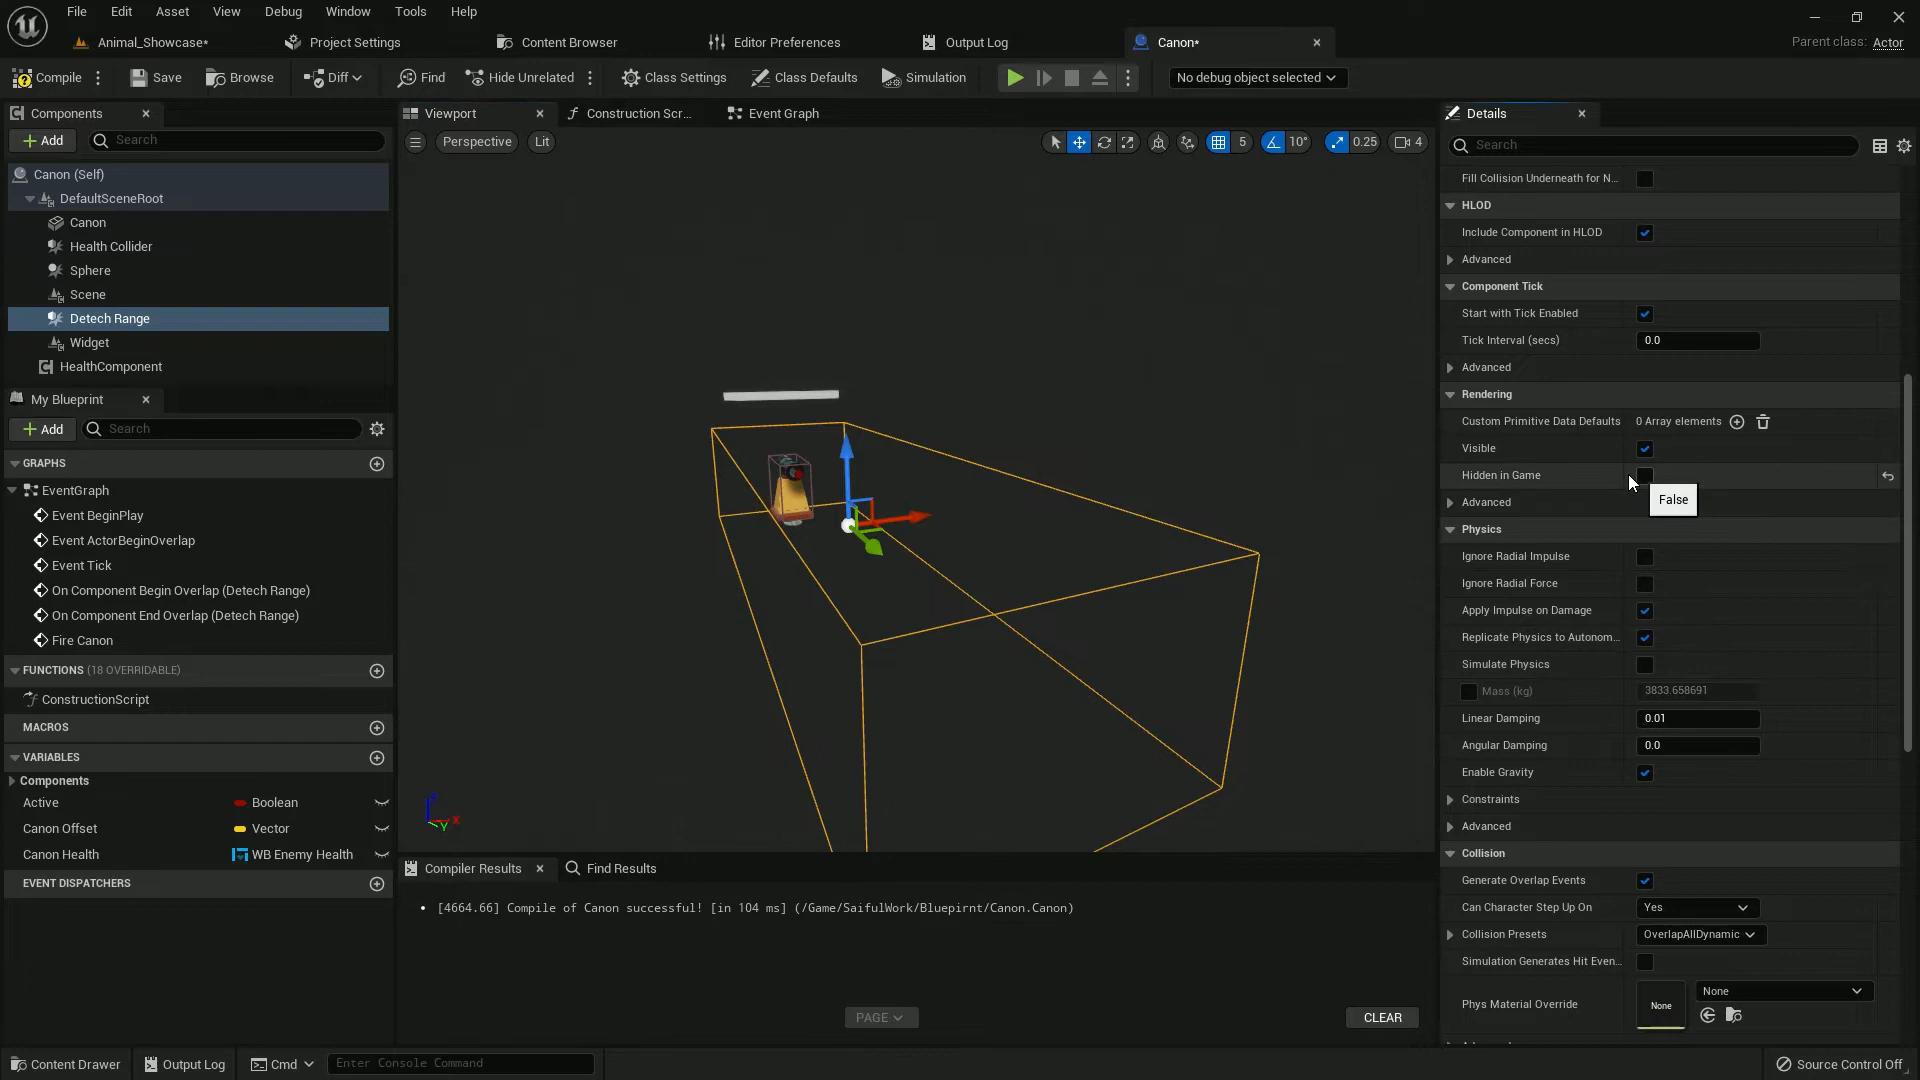 File Edit Asset View Debug Window Tools Help
Animal_Showcase* Project Settings Content Browser Editor Preferences Output Log Canon* Parent class: Actor
Compile Save Browse Diff Find Hide Unrelated Class Settings Class Defaults Simulation No debug object selected
Components
Add Search
Canon (Self)
DefaultSceneRoot
Canon
Health Collider
Sphere
Scene
Detech Range
Widget
HealthComponent
My Blueprint
Add Search
GRAPHS
EventGraph
Event BeginPlay
Event ActorBeginOverlap
Event Tick
On Component Begin Overlap (Detech Range)
On Component End Overlap (Detech Range)
Fire Canon
FUNCTIONS (18 OVERRIDABLE)
ConstructionScript
MACROS
VARIABLES
Components
Active Boolean
Canon Offset Vector
Canon Health WB Enemy Health
EVENT DISPATCHERS
Viewport Construction Scr... Event Graph
Perspective Lit 5 10° 0.25 4
X
Y
Compiler Results Find Results
• [4664.66] Compile of Canon successful! [in 104 ms] (/Game/SaifulWork/Bluepirnt/Canon.Canon)
PAGE CLEAR
Details
Search
Fill Collision Underneath for N...
HLOD
Include Component in HLOD
Advanced
Component Tick
Start with Tick Enabled
Tick Interval (secs) 0.0
Advanced
Rendering
Custom Primitive Data Defaults 0 Array elements
Visible
Hidden in Game
False
Advanced
Physics
Ignore Radial Impulse
Ignore Radial Force
Apply Impulse on Damage
Replicate Physics to Autonom...
Simulate Physics
Mass (kg) 3833.658691
Linear Damping 0.01
Angular Damping 0.0
Enable Gravity
Constraints
Advanced
Collision
Generate Overlap Events
Can Character Step Up On Yes
Collision Presets OverlapAllDynamic
Simulation Generates Hit Even...
Phys Material Override None None
Content Drawer Output Log Cmd Enter Console Command Source Control Off